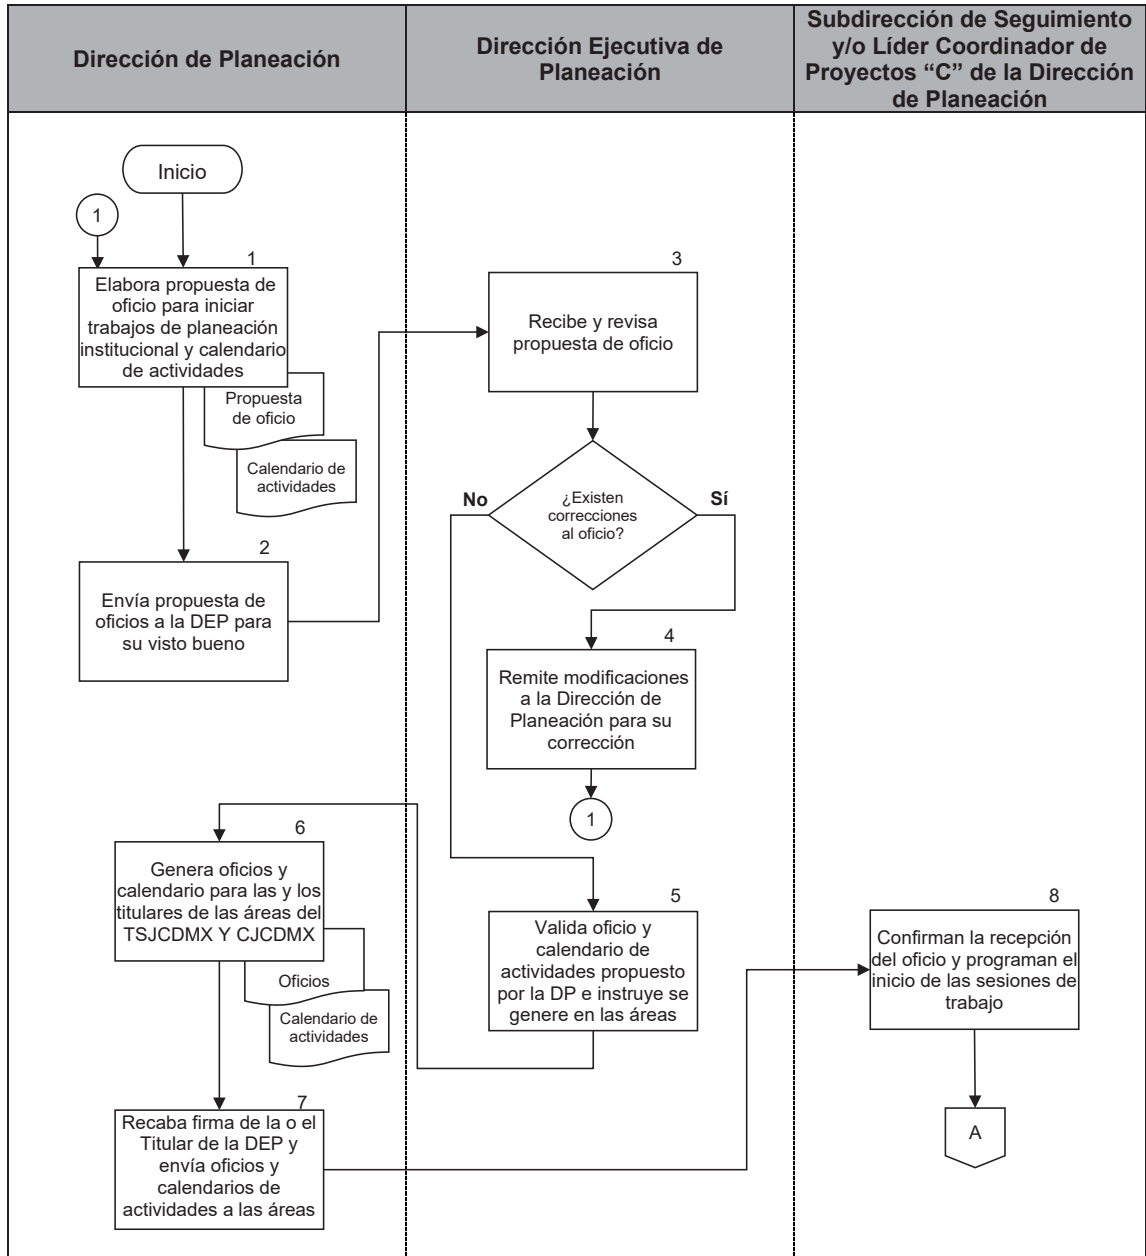 Dirección de Planeación
Dirección Ejecutiva de
Planeación
Subdirección de Seguimiento
y/o Líder Coordinador de
Proyectos “C” de la Dirección
de Planeación
Inicio
1
1
Elabora propuesta de
oficio para iniciar
trabajos de planeación
institucional y calendario
de actividades
Propuesta
de oficio
Calendario de
actividades
2
Envía propuesta de
oficios a la DEP para
su visto bueno
3
Recibe y revisa
propuesta de oficio
¿Existen
correcciones
al oficio?
No
Sí
4
Remite modificaciones
a la Dirección de
Planeación para su
corrección
1
5
Valida oficio y
calendario de
actividades propuesto
por la DP e instruye se
genere en las áreas
6
Genera oficios y
calendario para las y los
titulares de las áreas del
TSJCDMX Y CJCDMX
Oficios
Calendario de
actividades
7
Recaba firma de la o el
Titular de la DEP y
envía oficios y
calendarios de
actividades a las áreas
8
Confirman la recepción
del oficio y programan el
inicio de las sesiones de
trabajo
A